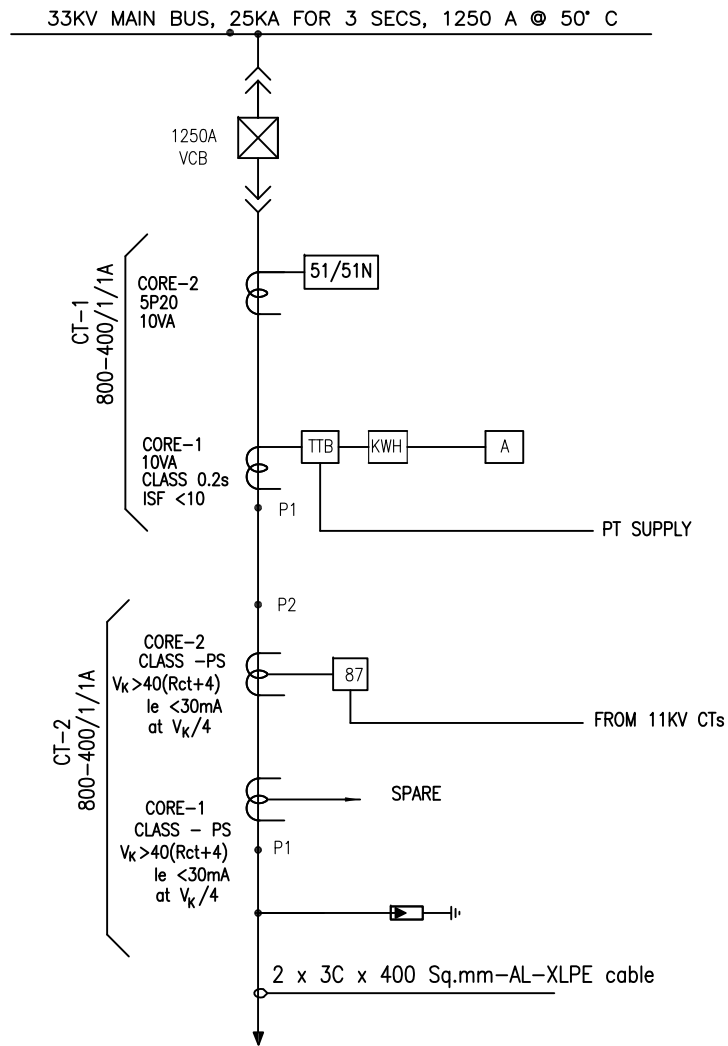 33KV MAIN BUS, 25KA FOR 3 SECS, 1250 A @ 50° C
1250A
VCB
CT-1
800-400/1/1A
CORE-2
5P20
10VA
51/51N
CORE-1
10VA
CLASS 0.2s
ISF <10
TTB
KWH
A
P1
PT SUPPLY
P2
CT-2
800-400/1/1A
CORE-2
CLASS -PS
VK>40(Rct+4)
Ie <30mA
at VK/4
87
FROM 11KV CTs
SPARE
CORE-1
CLASS - PS
VK>40(Rct+4)
Ie <30mA
at VK/4
P1
2 x 3C x 400 Sq.mm-AL-XLPE cable